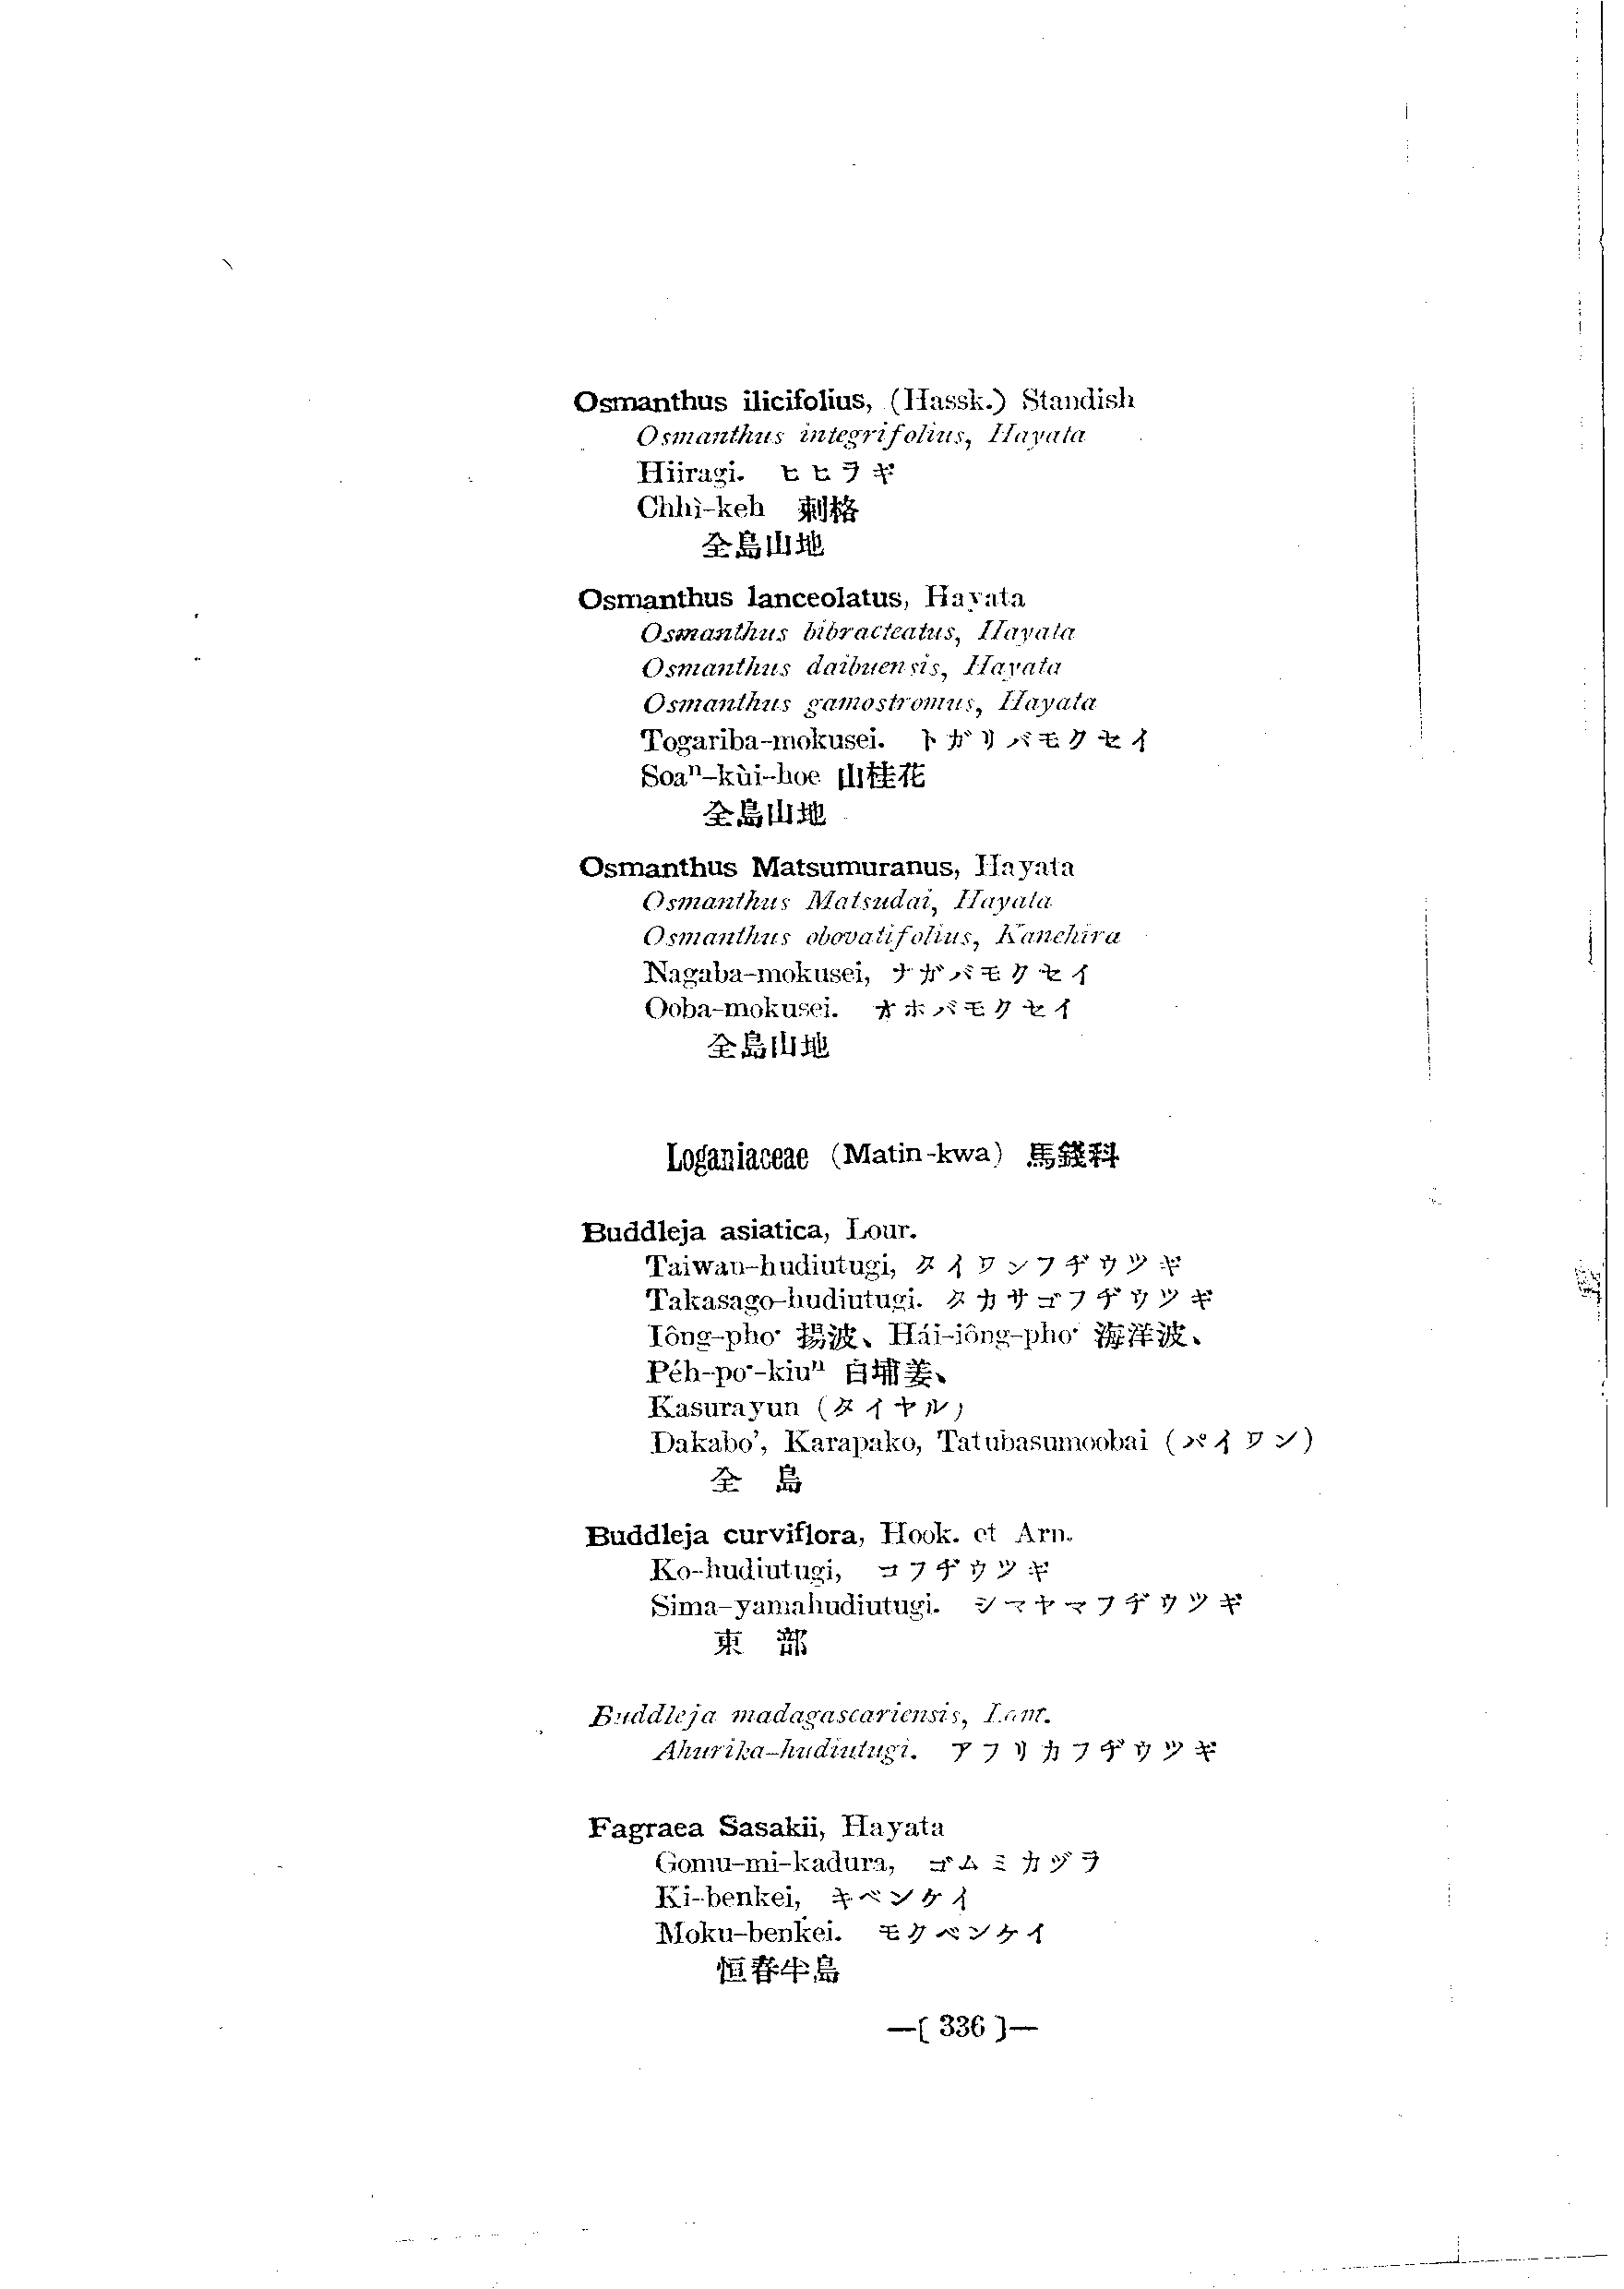 Osmanthus ilicifolius, (Hassk.) Standish
Osmanthus integrifolius, Hayata
Hiiragi. ヒヒラギ
Chhì-keh 刺格
全島山地
Osmanthus lanceolatus, Hayata
Osmanthus bibracteatus, Hayata
Osmanthus daibuensis, Hayata
Osmanthus gamostromus, Hayata
Togariba-mokusei. トガリバモクセイ
Soaⁿ-kùi-hoe 山桂花
全島山地
Osmanthus Matsumuranus, Hayata
Osmanthus Matsudai, Hayata
Osmanthus obovatifolius, Kanehira
Nagaba-mokusei, ナガバモクセイ
Ooba-mokusei. オホバモクセイ
全島山地
Loganiaceae (Matin-kwa) 馬錢科
Buddleja asiatica, Lour.
Taiwan-hudiutugi, タイワンフヂウツギ
Takasago-hudiutugi. タカサゴフヂウツギ
Iông-pho· 揚波、Hái-iông-pho· 海洋波、
Péh-po·-kiuⁿ 白埔姜、
Kasurayun (タイヤル)
Dakabo', Karapako, Tatubasumoobai (パイワン)
全 島
Buddleja curviflora, Hook. et Arn.
Ko-hudiutugi, コフヂウツギ
Sima-yamahudiutugi. シマヤマフヂウツギ
東 部
Buddleja madagascariensis, Lam.
Ahurika-hudiutugi. アフリカフヂウツギ
Fagraea Sasakii, Hayata
Gomu-mi-kadura, ゴムミカヅラ
Ki-benkei, キベンケイ
Moku-benkei. モクベンケイ
恒春半島
—[ 336 ]—